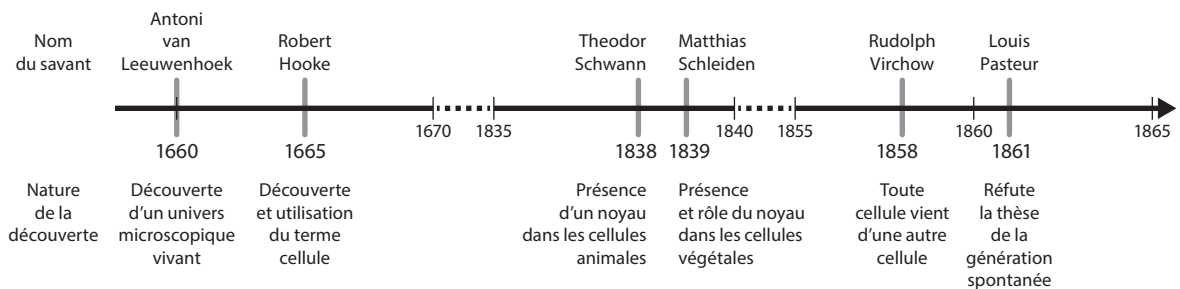 Nom
du savant
Antoni
van
Leeuwenhoek
Robert
Hooke
Theodor
Schwann
Matthias
Schleiden
Rudolph
Virchow
Louis
Pasteur
1660
1665
1670
1835
1838
1839
1840
1855
1858
1860
1861
1865
Nature
de la
découverte
Découverte
d'un univers
microscopique
vivant
Découverte
et utilisation
du terme
cellule
Présence
d'un noyau
dans les cellules
animales
Présence
et rôle du noyau
dans les cellules
végétales
Toute
cellule vient
d'une autre
cellule
Réfute
la thèse
de la
génération
spontanée